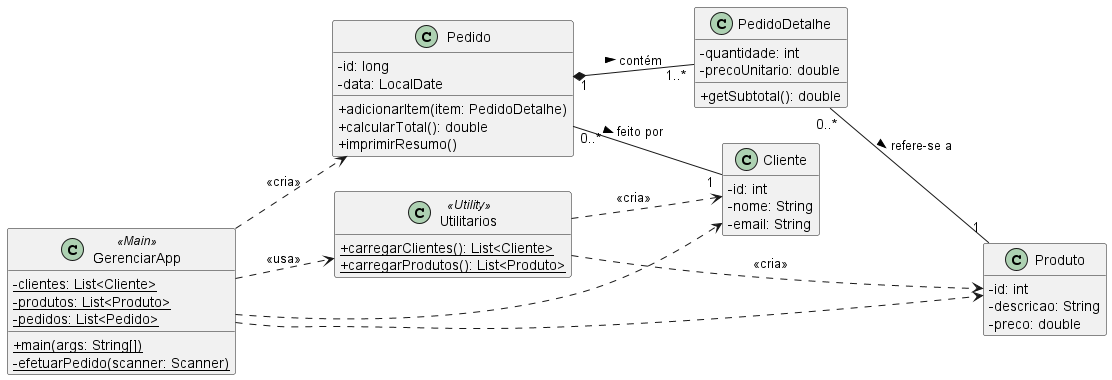 C Pedido
-id: long
-data: LocalDate
+adicionarItem(item: PedidoDetalhe)
+calcularTotal(): double
+imprimirResumo()
1
contém
1..*
C PedidoDetalhe
-quantidade: int
-precoUnitario: double
+getSubtotal(): double
0..*
feito por
1
0..*
refere-se a
1
C Cliente
-id: int
-nome: String
-email: String
«cria»
C «Utility»
Utilitarios
+carregarClientes(): List<Cliente>
+carregarProdutos(): List<Produto>
«cria»
«cria»
«usa»
C «Main»
GerenciarApp
-clientes: List<Cliente>
-produtos: List<Produto>
-pedidos: List<Pedido>
+main(args: String[])
-efetuarPedido(scanner: Scanner)
C Produto
-id: int
-descricao: String
-preco: double